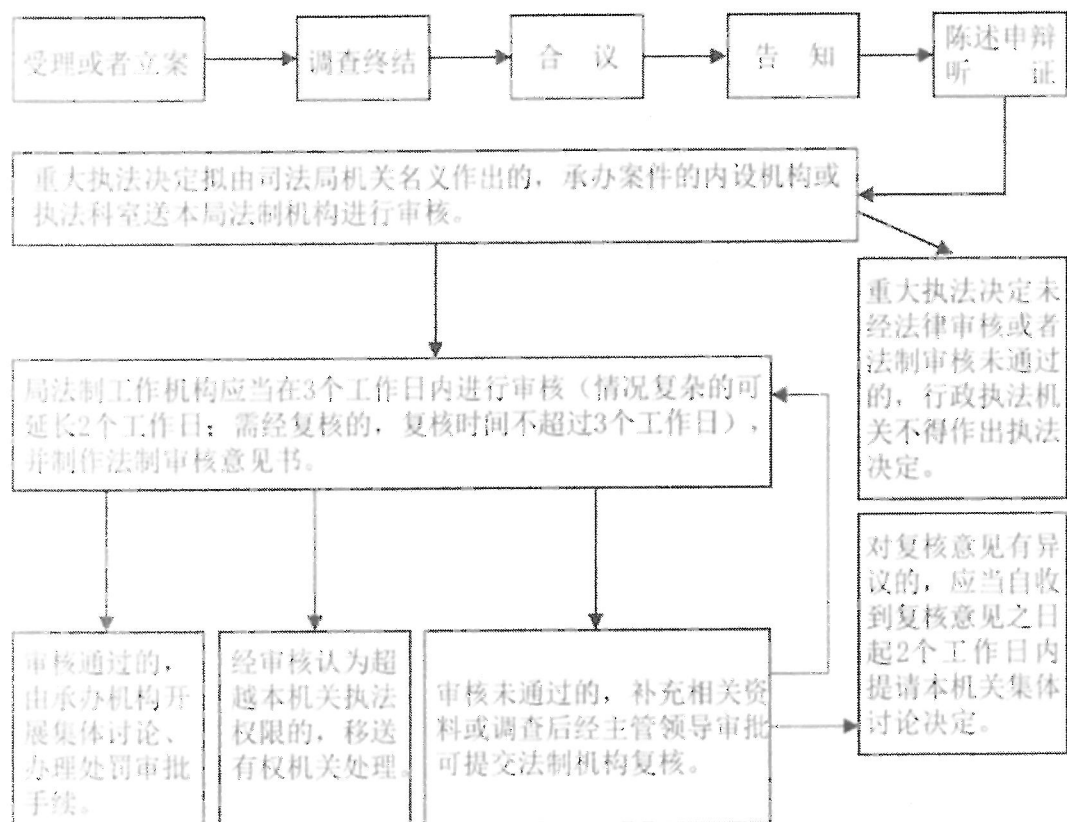 受理或者立案
调查终结
合 议
告 知
陈述申辩
听 证
重大执法决定拟由司法局机关名义作出的，承办案件的内设机构或
执法科室送本局法制机构进行审核。
重大执法决定未
经法律审核或者
法制审核未通过
的，行政执法机
关不得作出执法
决定。
局法制工作机构应当在3个工作日内进行审核（情况复杂的可
延长2个工作日；需经复核的，复核时间不超过3个工作日），
并制作法制审核意见书。
对复核意见有异
议的，应当自收
到复核意见之日
起2个工作日内
提请本机关集体
讨论决定。
审核通过的，
由承办机构开
展集体讨论、
办理处罚审批
手续。
经审核认为超
越本机关执法
权限的，移送
有权机关处理。
审核未通过的，补充相关资
料或调查后经主管领导审批
可提交法制机构复核。